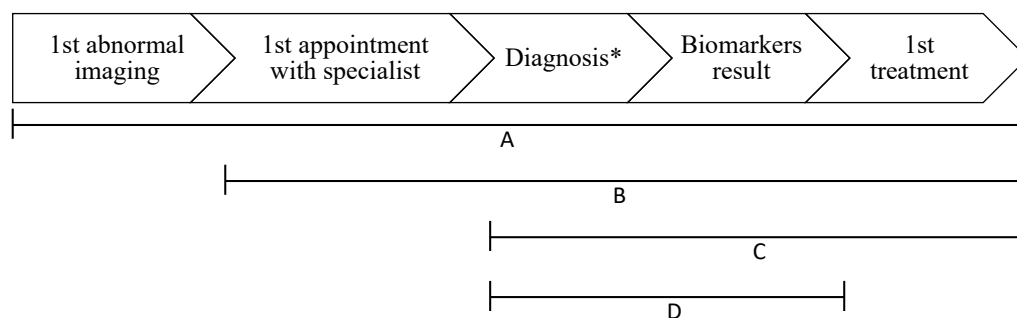 1st abnormal
imaging
1st appointment
with specialist
Diagnosis*
Biomarkers
result
1st
treatment
A
B
C
D